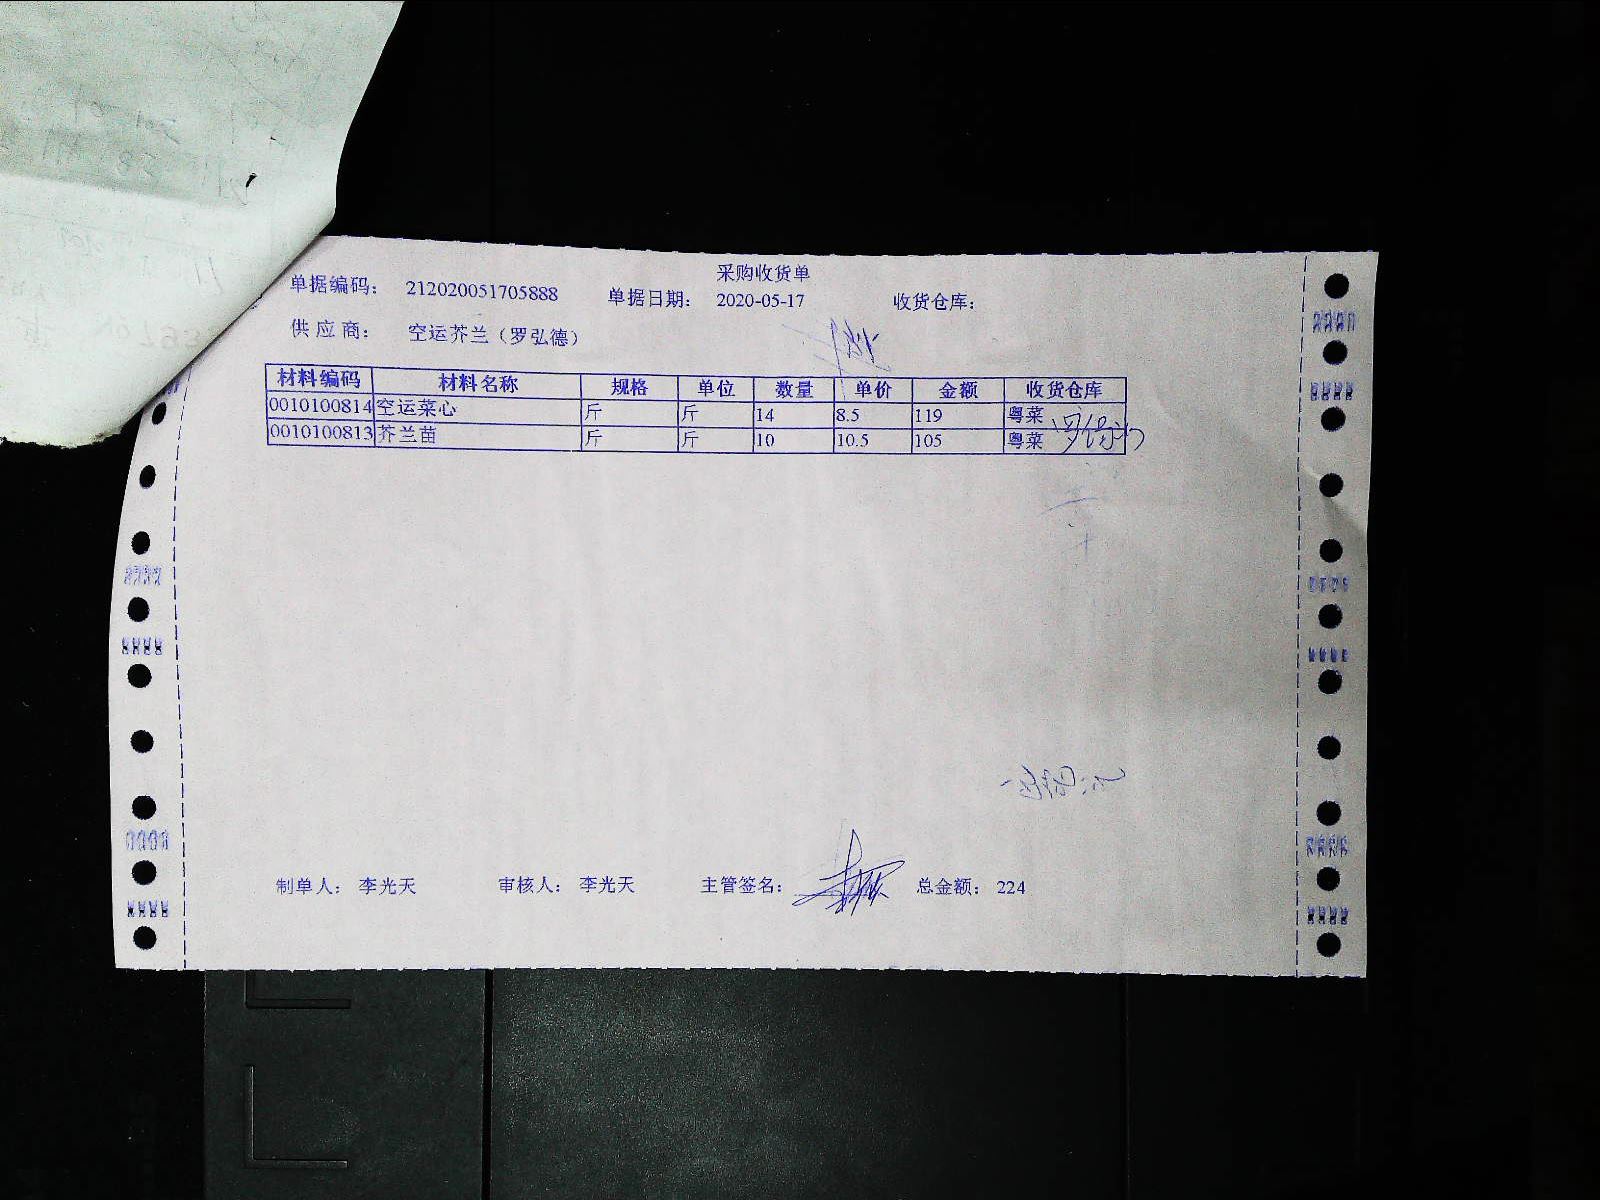 采购收货单
单据编码： 212020051705888 单据日期： 2020-05-17 收货仓库：
供应商： 空运芥兰（罗弘德）
材料编码 材料名称 规格 单位 数量 单价 金额 收货仓库
0010100814 空运菜心 斤 斤 14 8.5 119 粤菜
0010100813 芥兰苗 斤 斤 10 10.5 105 粤菜
制单人： 李光天 审核人： 李光天 主管签名： 总金额： 224